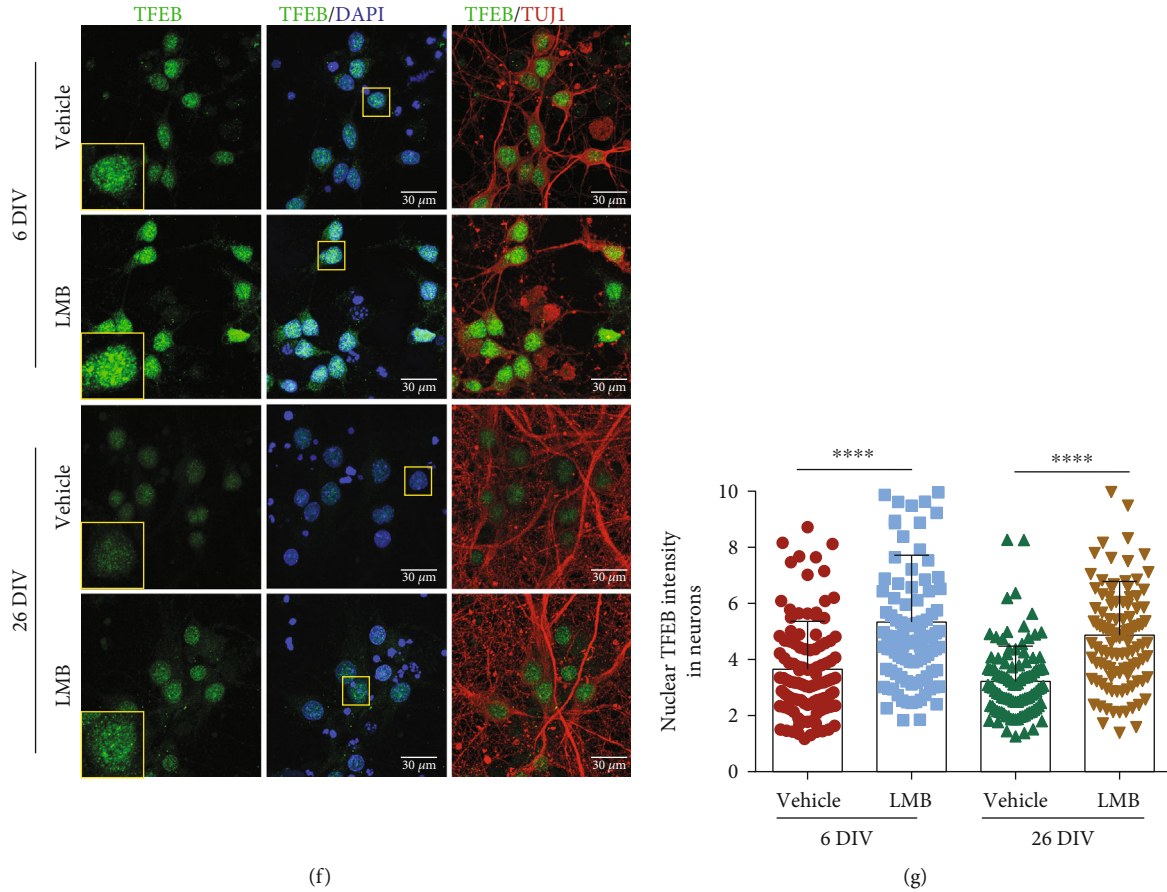 TFEB TFEB/DAPI TFEB/TUJ1
6 DIV
Vehicle
30 µm 30 µm
LMB
30 µm 30 µm
26 DIV
Vehicle
30 µm 30 µm
LMB
30 µm 30 µm
(f)
**** ****
Nuclear TFEB intensity
in neurons
10
8
6
4
2
0
Vehicle LMB Vehicle LMB
6 DIV 26 DIV
(g)